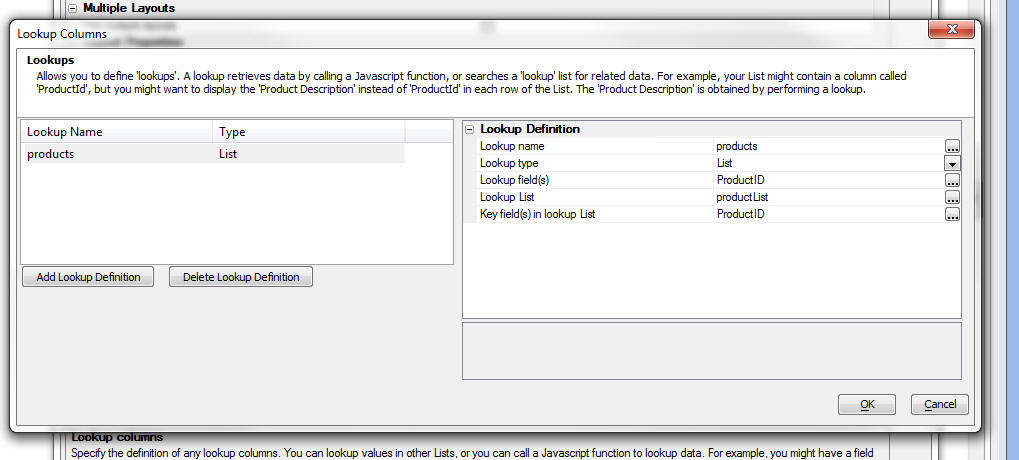 Multiple Layouts
Lookup Columns
Lookups
Allows you to define 'lookups'. A lookup retrieves data by calling a Javascript function, or searches a 'lookup' list for related data. For example, your List might contain a column called
'ProductId', but you might want to display the 'Product Description' instead of 'ProductId' in each row of the List. The 'Product Description' is obtained by performing a lookup.
Lookup Name Type
products List
Add Lookup Definition Delete Lookup Definition
Lookup Definition
Lookup name products ...
Lookup type List
Lookup field(s) ProductID ...
Lookup List productList ...
Key field(s) in lookup List ProductID ...
OK Cancel
Lookup columns
Specify the definition of any lookup columns. You can lookup values in other Lists, or you can call a Javascript function to lookup data. For example, you might have a field